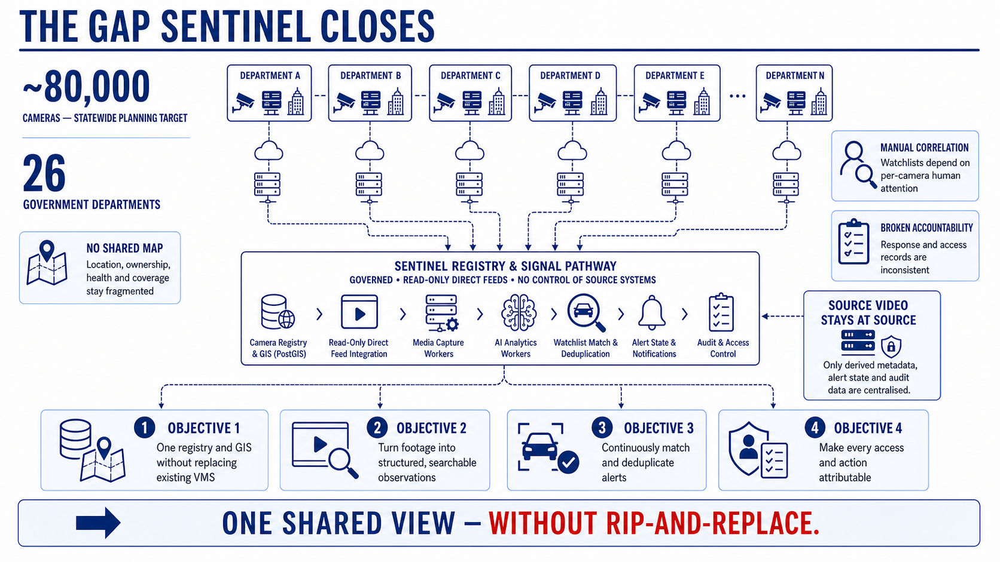 THE GAP SENTINEL CLOSES
~80,000
CAMERAS — STATEWIDE PLANNING TARGET
26
GOVERNMENT DEPARTMENTS
NO SHARED MAP
Location, ownership,
health and coverage
stay fragmented
DEPARTMENT A
DEPARTMENT B
DEPARTMENT C
DEPARTMENT D
DEPARTMENT E
DEPARTMENT N
MANUAL CORRELATION
Watchlists depend on
per-camera human
attention
BROKEN ACCOUNTABILITY
Response and access
records are
inconsistent
SENTINEL REGISTRY & SIGNAL PATHWAY
GOVERNED • READ-ONLY DIRECT FEEDS • NO CONTROL OF SOURCE SYSTEMS
Camera Registry
& GIS (PostGIS)
Read-Only Direct
Feed Integration
Media Capture
Workers
AI Analytics
Workers
Watchlist Match &
Deduplication
Alert State &
Notifications
Audit & Access
Control
SOURCE VIDEO
STAYS AT SOURCE
Only derived metadata,
alert state and audit
data are centralised.
1 OBJECTIVE 1
One registry and GIS
without replacing
existing VMS
2 OBJECTIVE 2
Turn footage into
structured, searchable
observations
3 OBJECTIVE 3
Continuously match
and deduplicate
alerts
4 OBJECTIVE 4
Make every access
and action
attributable
ONE SHARED VIEW — WITHOUT RIP-AND-REPLACE.